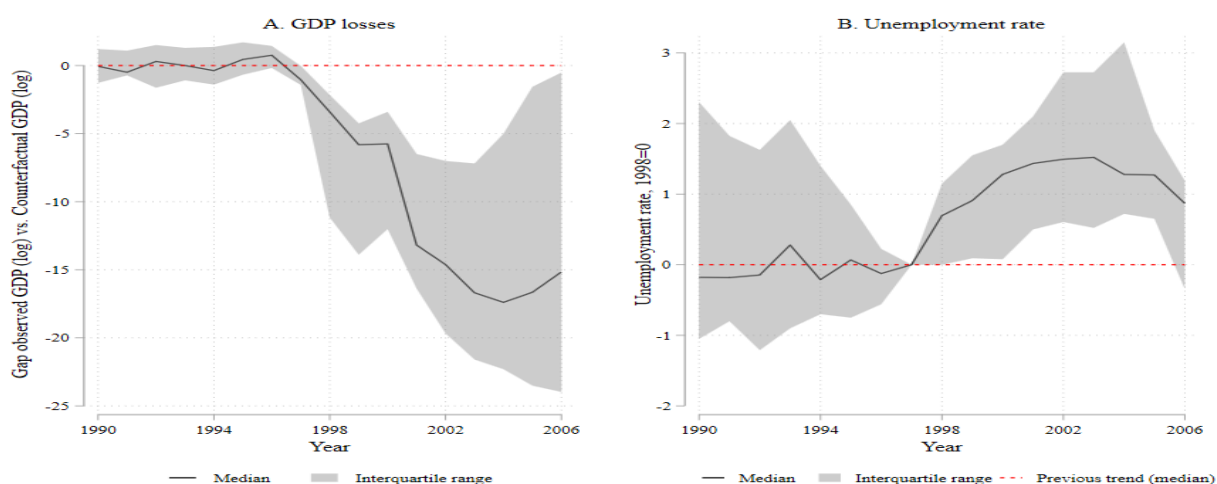 A. GDP losses
Gap observed GDP (log) vs. Counterfactual GDP (log)
0
-5
-10
-15
-20
-25
1990
1994
1998
2002
2006
Year
Median
Interquartile range
B. Unemployment rate
Unemployment rate, 1998=0
3
2
1
0
-1
-2
1990
1994
1998
2002
2006
Year
Median
Interquartile range
Previous trend (median)